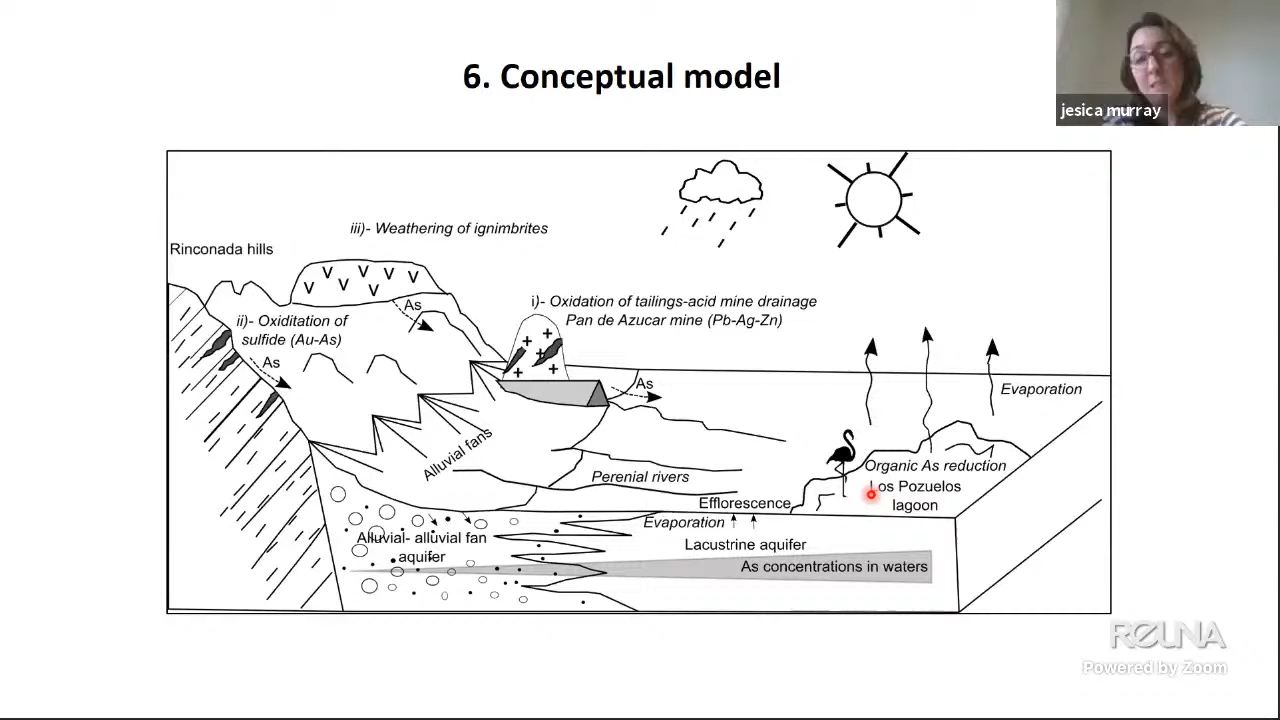 6. Conceptual model
jesica murray
iii)- Weathering of ignimbrites
Rinconada hills
V V V V V V V
As
i)- Oxidation of tailings-acid mine drainage
Pan de Azucar mine (Pb-Ag-Zn)
ii)- Oxiditation of
sulfide (Au-As)
As
As
Evaporation
Alluvial fans
Perenial rivers
Organic As reduction
Los Pozuelos
lagoon
Efflorescence
Evaporation
Alluvial- alluvial fan
aquifer
Lacustrine aquifer
As concentrations in waters
REUNA
Powered by Zoom